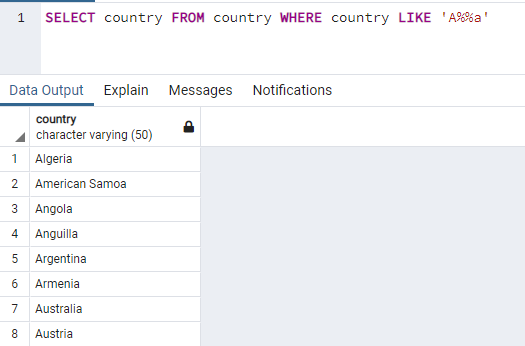 1 SELECT country FROM country WHERE country LIKE 'A%%a'
Data Output Explain Messages Notifications
country
character varying (50)
1 Algeria
2 American Samoa
3 Angola
4 Anguilla
5 Argentina
6 Armenia
7 Australia
8 Austria